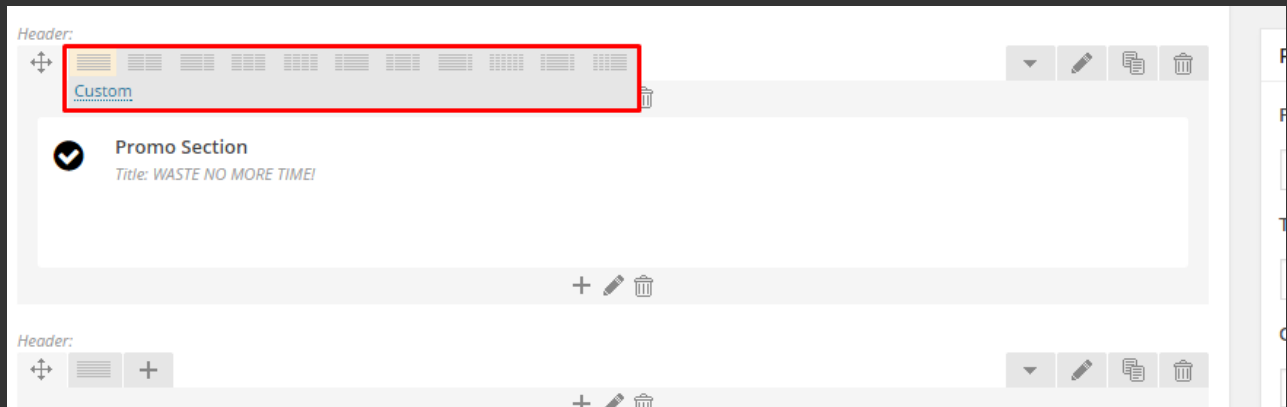 Header:
Custom
Promo Section
Title: WASTE NO MORE TIME!
Header: